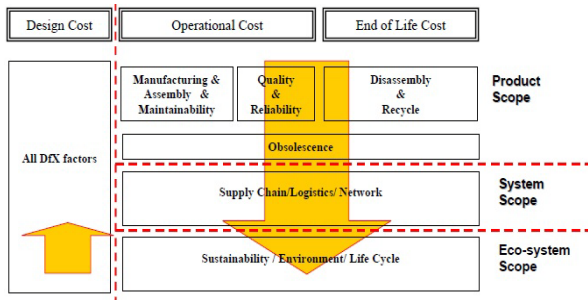 Design Cost
Operational Cost
End of Life Cost
Manufacturing &
Assembly &
Maintainability
Quality
&
Reliability
Disassembly
&
Recycle
Product
Scope
Obsolescence
All DfX factors
Supply Chain/Logistics/ Network
System
Scope
Sustainability / Environment/ Life Cycle
Eco-system
Scope